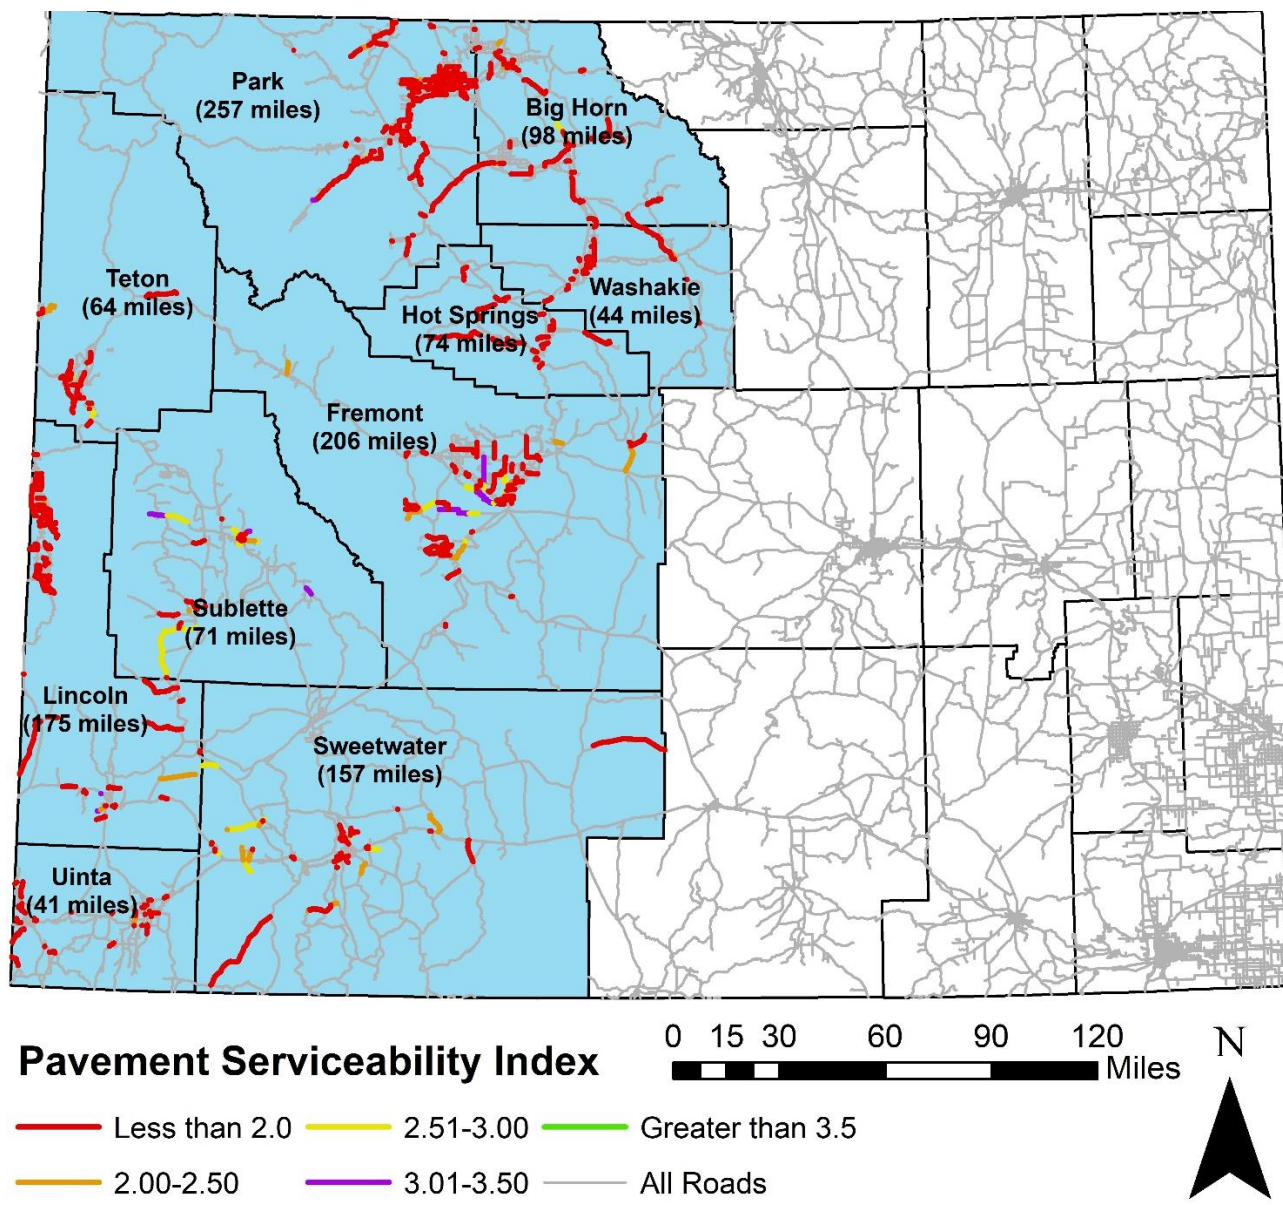 Park
(257 miles)
Big Horn
(98 miles)
Teton
(64 miles)
Hot Springs
(74 miles)
Washakie
(44 miles)
Fremont
(206 miles)
Sublette
(71 miles)
Lincoln
(175 miles)
Sweetwater
(157 miles)
Uinta
(41 miles)
Pavement Serviceability Index
0 15 30 60 90 120
Miles
N
Less than 2.0
2.51-3.00
Greater than 3.5
2.00-2.50
3.01-3.50
All Roads